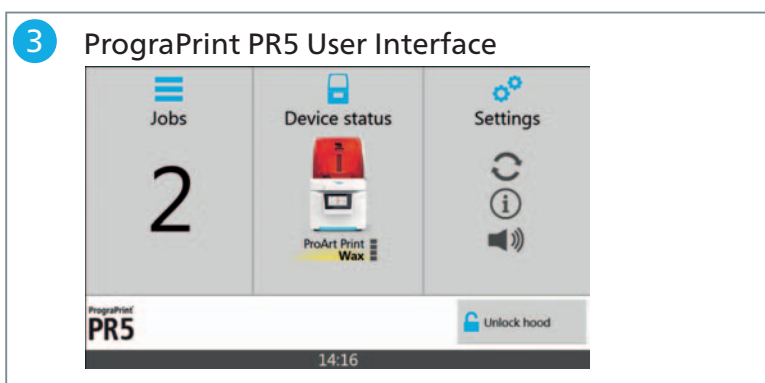 3 PrograPrint PR5 User Interface
Jobs
Device status
Settings
2
ProArt Print
Wax
PrograPrint
PR5
Unlock hood
14:16